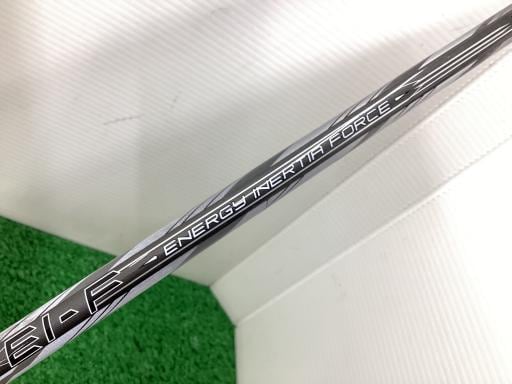 EI-F - ENERGY INERTIA FORCE -